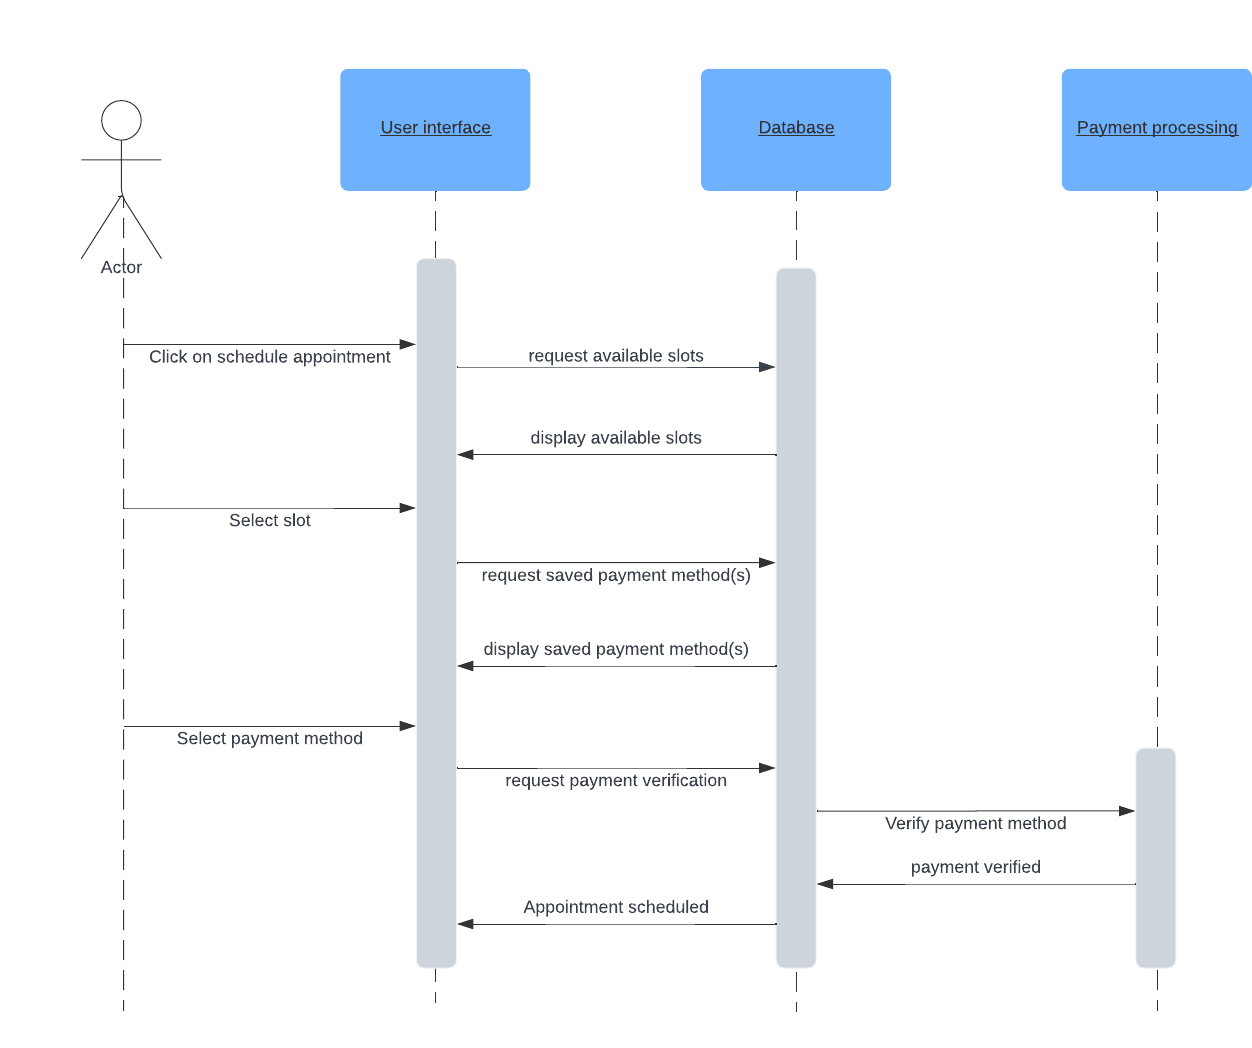 User interface
Database
Payment processing
Actor
Click on schedule appointment
request available slots
display available slots
Select slot
request saved payment method(s)
display saved payment method(s)
Select payment method
request payment verification
Verify payment method
payment verified
Appointment scheduled